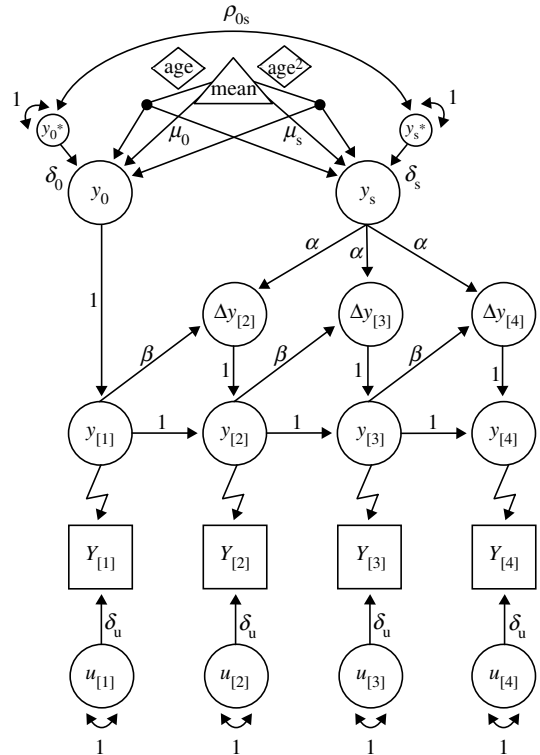 ρ0s
age age²
mean
1 1
y0* ys*
μ0 μs
δ0 δs
y0 ys
α α α
1
Δy[2] Δy[3] Δy[4]
β β β
1 1 1
y[1] 1 y[2] 1 y[3] 1 y[4]
Y[1] Y[2] Y[3] Y[4]
δu δu δu δu
u[1] u[2] u[3] u[4]
1 1 1 1